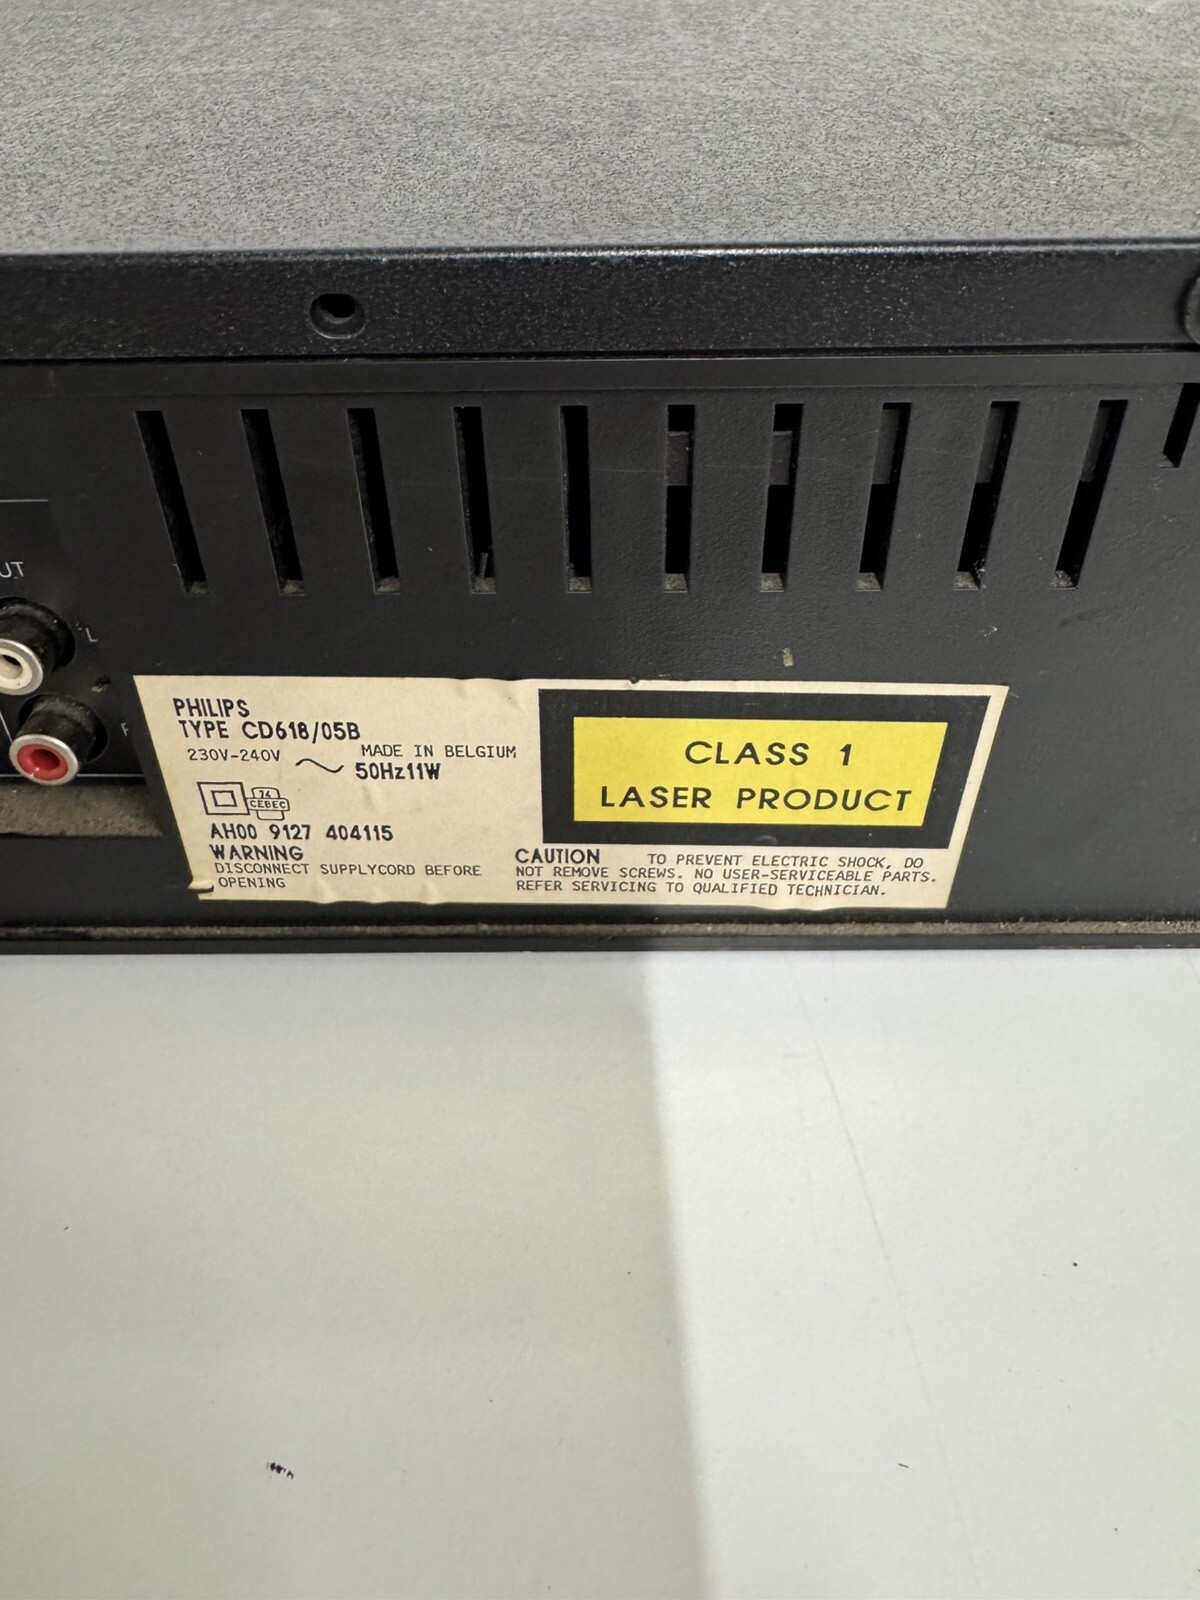 UT
L
R
PHILIPS
TYPE CD618/05B
230V-240V ~ MADE IN BELGIUM
50Hz11W
14
CEBEC
AH00 9127 404115
WARNING
DISCONNECT SUPPLYCORD BEFORE
OPENING
CLASS 1
LASER PRODUCT
CAUTION TO PREVENT ELECTRIC SHOCK, DO
NOT REMOVE SCREWS. NO USER-SERVICEABLE PARTS.
REFER SERVICING TO QUALIFIED TECHNICIAN.